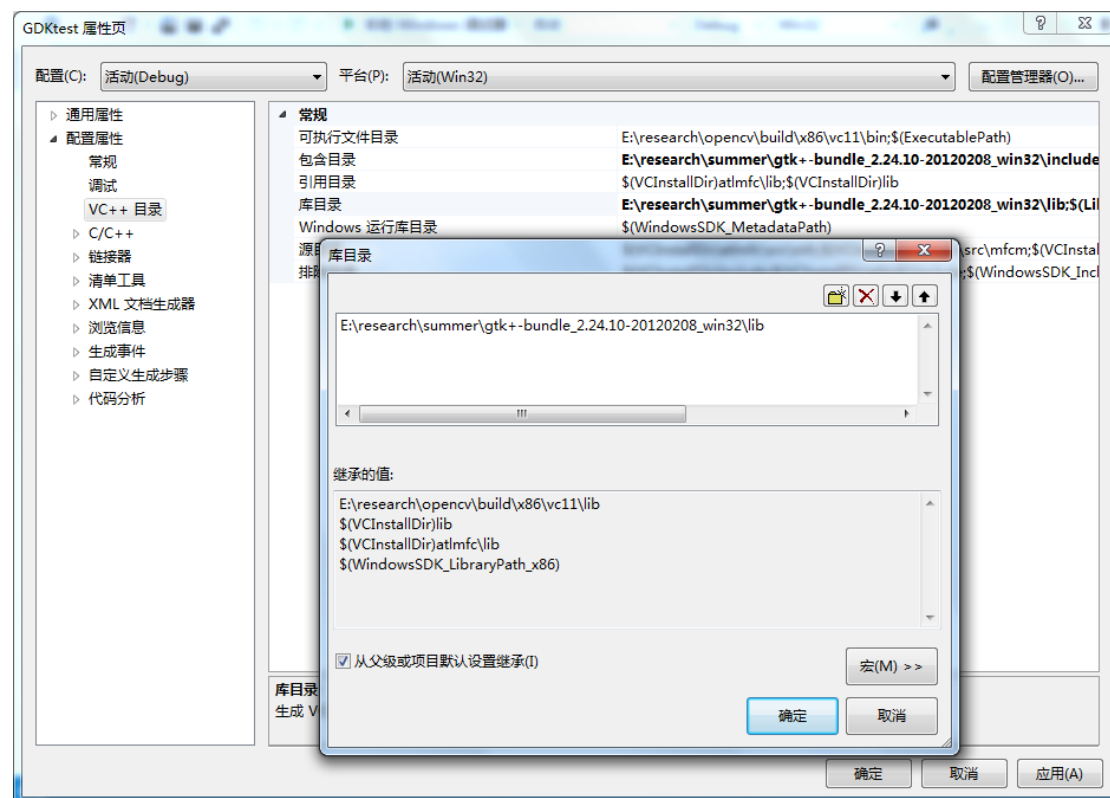 GDKtest 属性页
配置(C): 活动(Debug) 平台(P): 活动(Win32) 配置管理器(O)...
通用属性
配置属性
常规
调试
VC++ 目录
C/C++
链接器
清单工具
XML 文档生成器
浏览信息
生成事件
自定义生成步骤
代码分析
常规
可执行文件目录 E:\research\opencv\build\x86\vc11\bin;$(ExecutablePath)
包含目录 E:\research\summer\gtk+-bundle_2.24.10-20120208_win32\include
引用目录 $(VCInstallDir)atlmfc\lib;$(VCInstallDir)lib
库目录 E:\research\summer\gtk+-bundle_2.24.10-20120208_win32\lib;$(Lil
Windows 运行库目录 $(WindowsSDK_MetadataPath)
源 \src\mfcm;$(VCInstal
排除 ;$(WindowsSDK_Incl
库目录
E:\research\summer\gtk+-bundle_2.24.10-20120208_win32\lib
继承的值:
E:\research\opencv\build\x86\vc11\lib
$(VCInstallDir)lib
$(VCInstallDir)atlmfc\lib
$(WindowsSDK_LibraryPath_x86)
从父级或项目默认设置继承(I)
宏(M) >>
确定 取消
库目录
生成 V
确定 取消 应用(A)